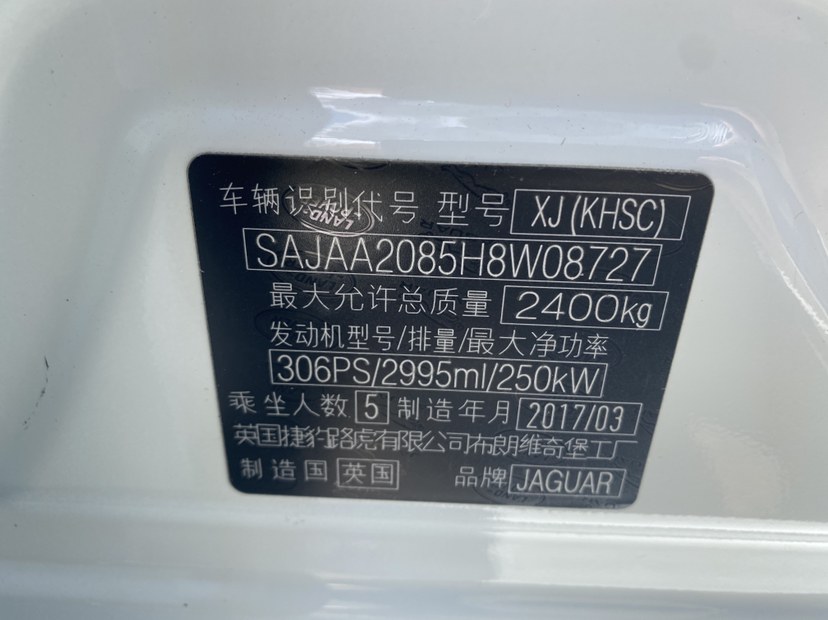 车辆识别代号 型号 XJ(KHSC)
SAJAA2085H8W08727
最大允许总质量 2400kg
发动机型号/排量/最大净功率
306PS/2995ml/250kW
乘坐人数 5 制造年月 2017/03
英国捷豹路虎有限公司布朗维奇堡工厂
制造国 英国 品牌 JAGUAR